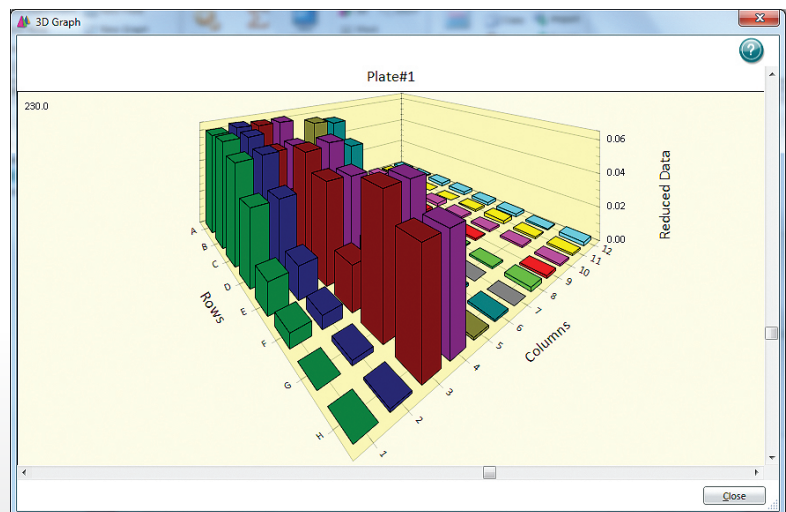 3D Graph
Plate#1
230.0
0.06
0.04
0.02
0.00
Reduced Data
A
B
C
D
E
F
G
H
Rows
1
2
3
4
5
6
7
8
9
10
11
12
Columns
Close